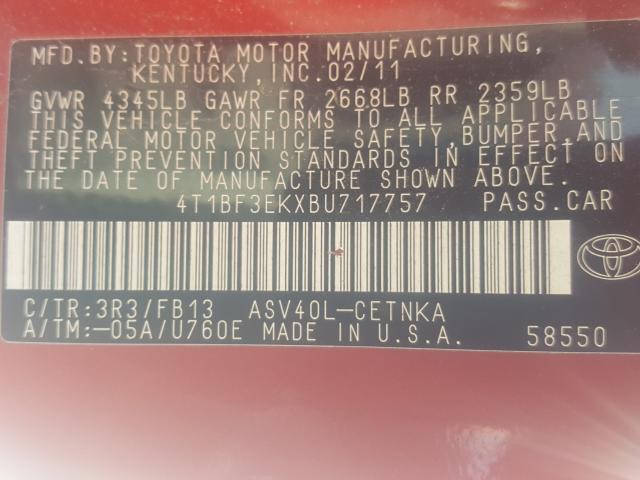 MFD. BY: TOYOTA MOTOR MANUFACTURING,
KENTUCKY, INC. 02/11
GVWR 4345LB GAWR FR 2668LB RR 2359LB
THIS VEHICLE CONFORMS TO ALL APPLICABLE
FEDERAL MOTOR VEHICLE SAFETY, BUMPER, AND
THEFT PREVENTION STANDARDS IN EFFECT ON
THE DATE OF MANUFACTURE SHOWN ABOVE.
4T1BF3EKXBU717757 PASS. CAR
C/TR: 3R3/FB13 ASV40L-CETNKA
A/TM: -05A/U760E MADE IN U.S.A. 58550